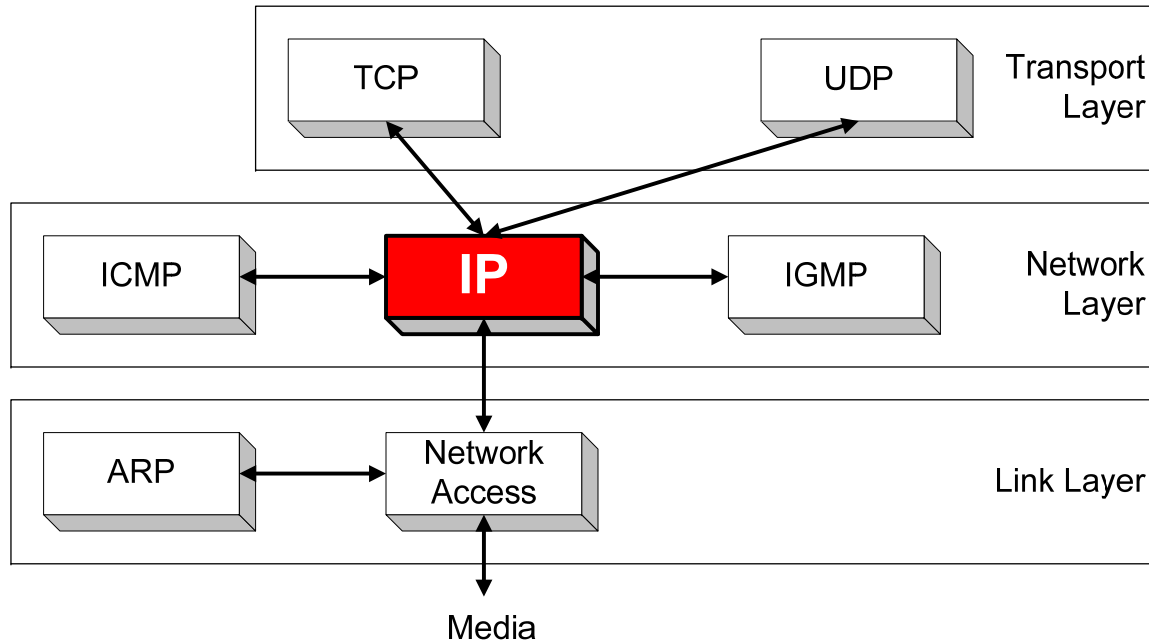 TCP
UDP
Transport
Layer
ICMP
IP
IGMP
Network
Layer
ARP
Network
Access
Link Layer
Media